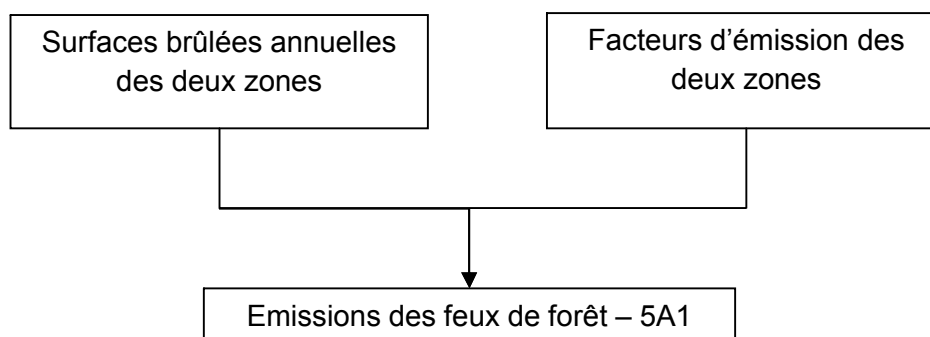 Surfaces brûlées annuelles
des deux zones
Facteurs d’émission des
deux zones
Emissions des feux de forêt – 5A1